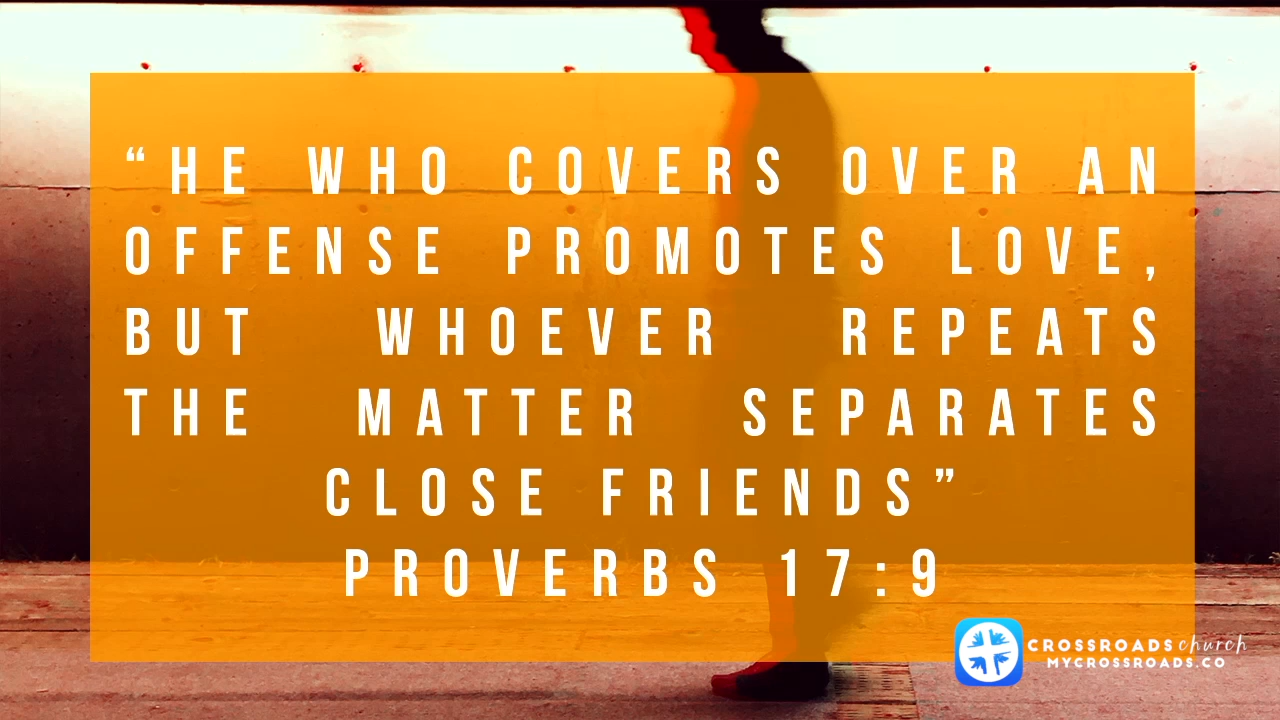 “HE WHO COVERS OVER AN
OFFENSE PROMOTES LOVE,
BUT WHOEVER REPEATS
THE MATTER SEPARATES
CLOSE FRIENDS”
PROVERBS 17:9
CROSSROADS church
MYCROSSROADS.CO